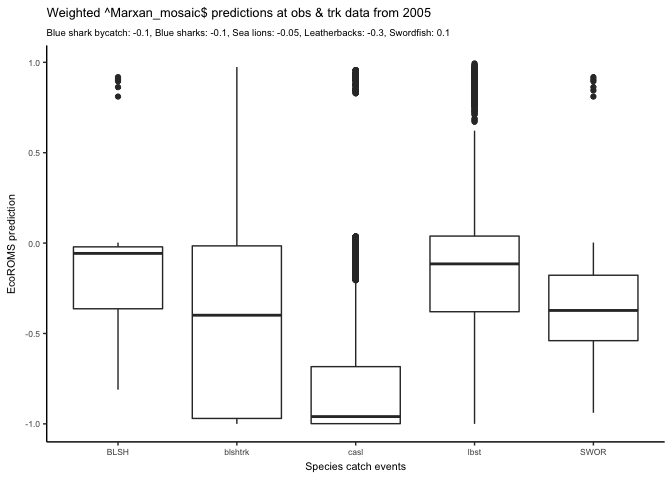 Weighted ^Marxan_mosaic$ predictions at obs & trk data from 2005
Blue shark bycatch: -0.1, Blue sharks: -0.1, Sea lions: -0.05, Leatherbacks: -0.3, Swordfish: 0.1
1.0
0.5
0.0
-0.5
-1.0
EcoROMS prediction
BLSH blshtrk casl lbst SWOR
Species catch events